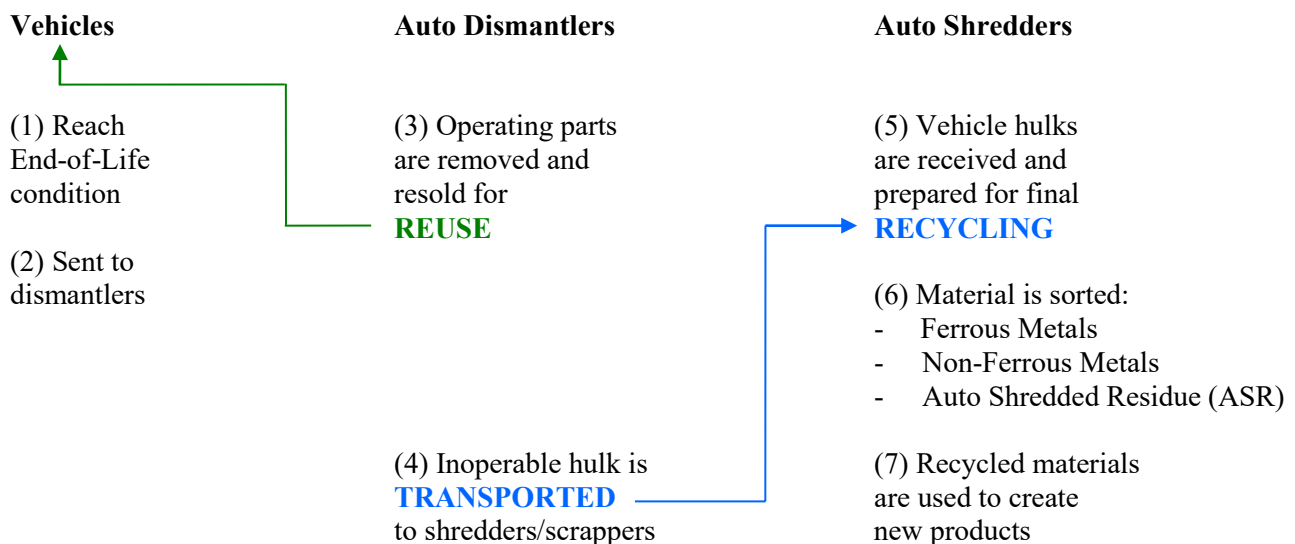 Vehicles
(1) Reach
End-of-Life
condition
(2) Sent to
dismantlers
Auto Dismantlers
(3) Operating parts
are removed and
resold for
REUSE
(4) Inoperable hulk is
TRANSPORTED
to shredders/scrappers
Auto Shredders
(5) Vehicle hulks
are received and
prepared for final
RECYCLING
(6) Material is sorted:
- Ferrous Metals
- Non-Ferrous Metals
- Auto Shredded Residue (ASR)
(7) Recycled materials
are used to create
new products